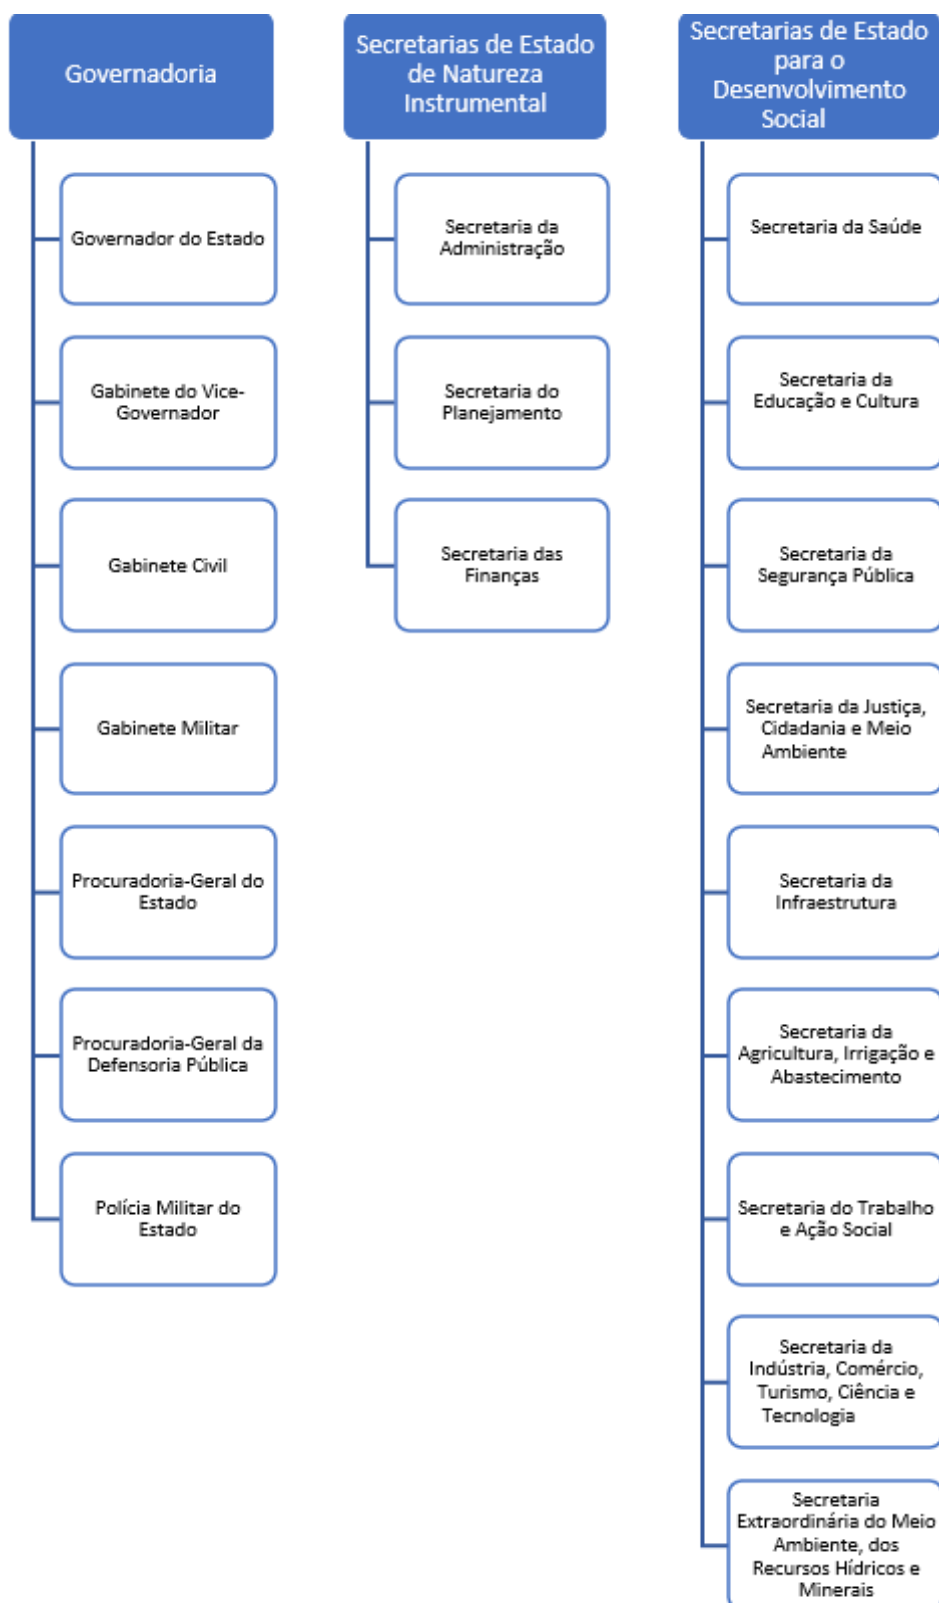 Governadoria
Governador do Estado
Gabinete do Vice-
Governador
Gabinete Civil
Gabinete Militar
Procuradoria-Geral do
Estado
Procuradoria-Geral da
Defensoria Pública
Polícia Militar do
Estado
Secretarias de Estado
de Natureza
Instrumental
Secretaria da
Administração
Secretaria do
Planejamento
Secretaria das
Finanças
Secretarias de Estado
para o
Desenvolvimento
Social
Secretaria da Saúde
Secretaria da
Educação e Cultura
Secretaria da
Segurança Pública
Secretaria da Justiça,
Cidadania e Meio
Ambiente
Secretaria da
Infraestrutura
Secretaria da
Agricultura, Irrigação e
Abastecimento
Secretaria do Trabalho
e Ação Social
Secretaria da
Indústria, Comércio,
Turismo, Ciência e
Tecnologia
Secretaria
Extraordinária do Meio
Ambiente, dos
Recursos Hídricos e
Minerais